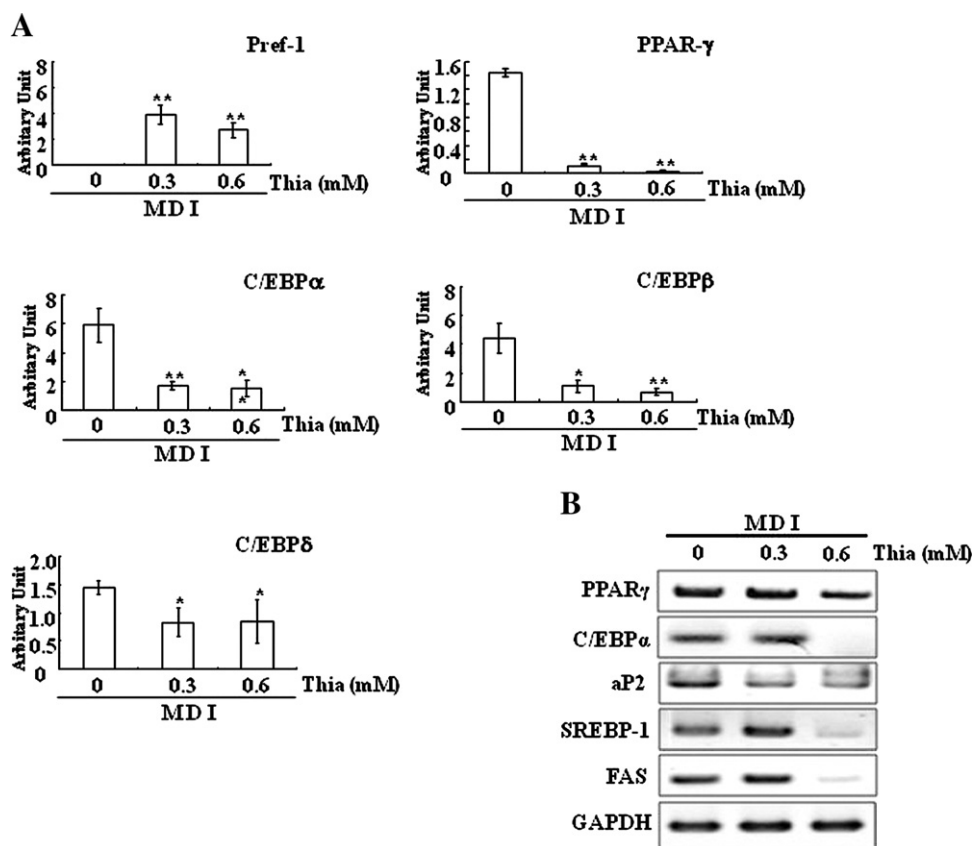 A
Pref-1
Arbitary Unit
8
6
4
2
0
**
**
0 0.3 0.6 Thia (mM)
MD I
PPAR-γ
Arbitary Unit
1.6
1.2
0.8
0.4
0
**
**
0 0.3 0.6 Thia (mM)
MD I
C/EBPα
Arbitary Unit
8
6
4
2
0
**
*
*
0 0.3 0.6 Thia (mM)
MD I
C/EBPβ
Arbitary Unit
8
6
4
2
0
*
**
0 0.3 0.6 Thia (mM)
MD I
C/EBPδ
Arbitary Unit
2.0
1.5
1.0
0.5
0
*
*
0 0.3 0.6 Thia (mM)
MD I
B
MD I
0 0.3 0.6 Thia (mM)
PPARγ
C/EBPα
aP2
SREBP-1
FAS
GAPDH